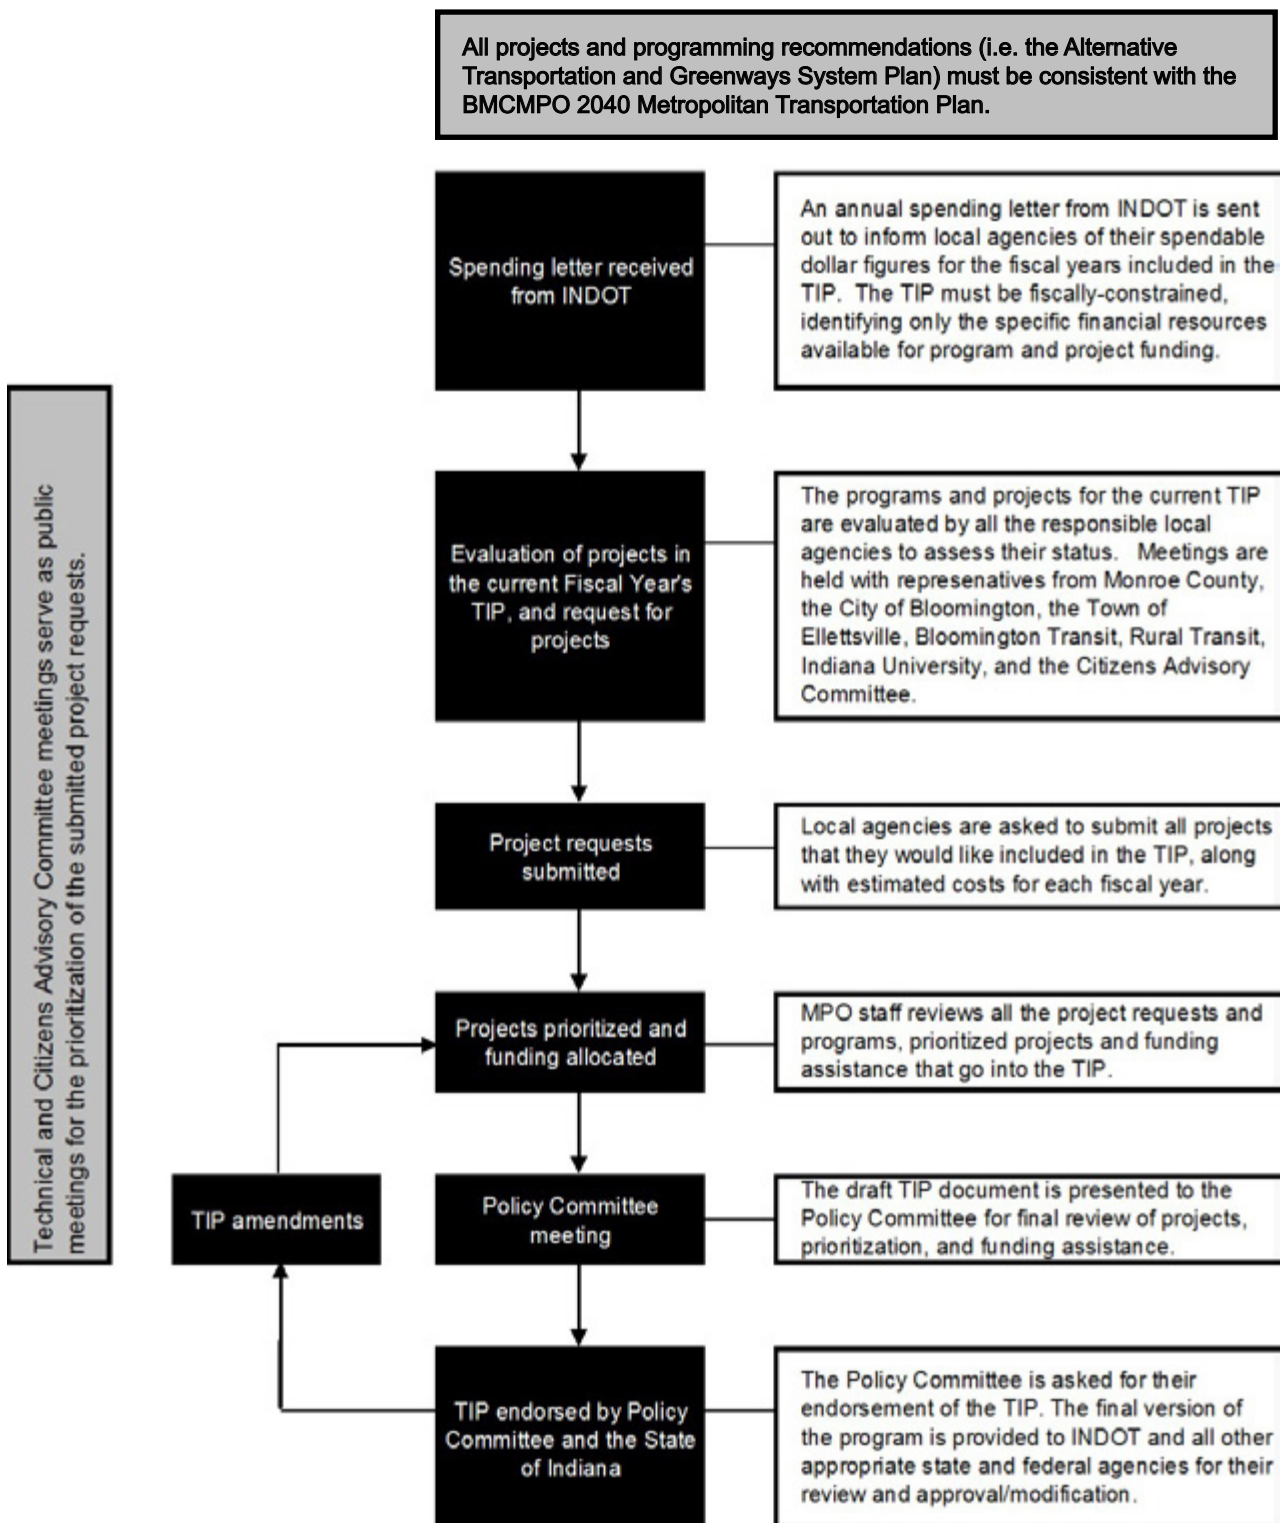 All projects and programming recommendations (i.e. the Alternative
Transportation and Greenways System Plan) must be consistent with the
BMCMPO 2040 Metropolitan Transportation Plan.
Spending letter received
from INDOT
An annual spending letter from INDOT is sent
out to inform local agencies of their spendable
dollar figures for the fiscal years included in the
TIP. The TIP must be fiscally-constrained,
identifying only the specific financial resources
available for program and project funding.
Technical and Citizens Advisory Committee meetings serve as public
meetings for the prioritization of the submitted project requests.
Evaluation of projects in
the current Fiscal Year's
TIP, and request for
projects
The programs and projects for the current TIP
are evaluated by all the responsible local
agencies to assess their status. Meetings are
held with represenatives from Monroe County,
the City of Bloomington, the Town of
Ellettsville, Bloomington Transit, Rural Transit,
Indiana University, and the Citizens Advisory
Committee.
Project requests
submitted
Local agencies are asked to submit all projects
that they would like included in the TIP, along
with estimated costs for each fiscal year.
Projects prioritized and
funding allocated
MPO staff reviews all the project requests and
programs, prioritized projects and funding
assistance that go into the TIP.
TIP amendments
Policy Committee
meeting
The draft TIP document is presented to the
Policy Committee for final review of projects,
prioritization, and funding assistance.
TIP endorsed by Policy
Committee and the State
of Indiana
The Policy Committee is asked for their
endorsement of the TIP. The final version of
the program is provided to INDOT and all other
appropriate state and federal agencies for their
review and approval/modification.